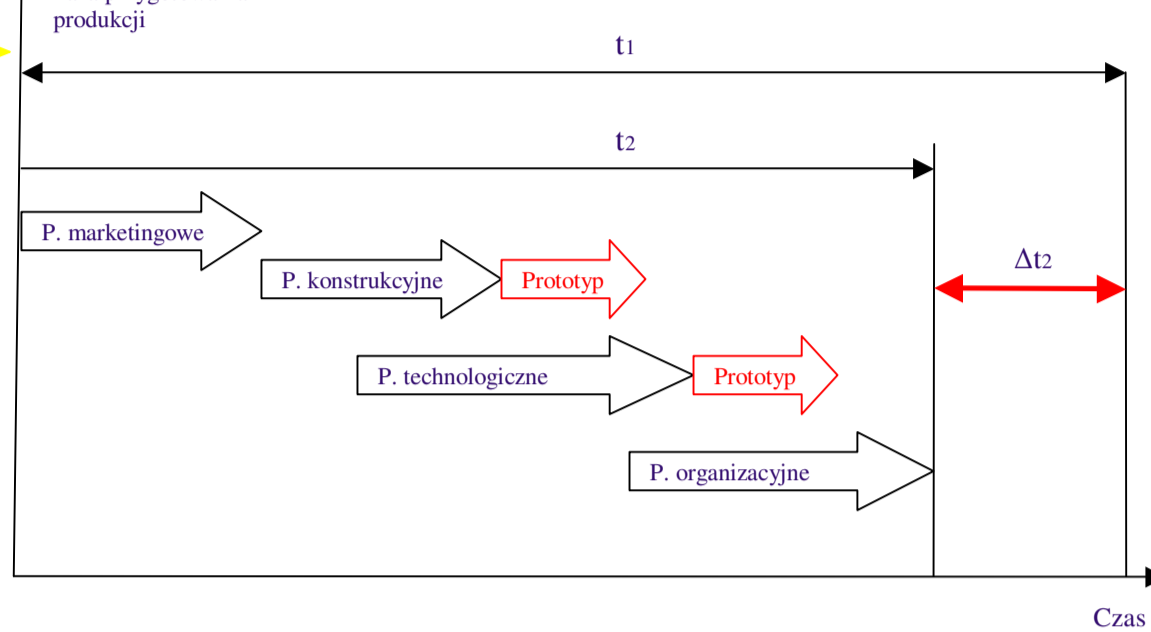 produkcji
t1
t2
P. marketingowe
P. konstrukcyjne
Prototyp
Δt2
P. technologiczne
Prototyp
P. organizacyjne
Czas